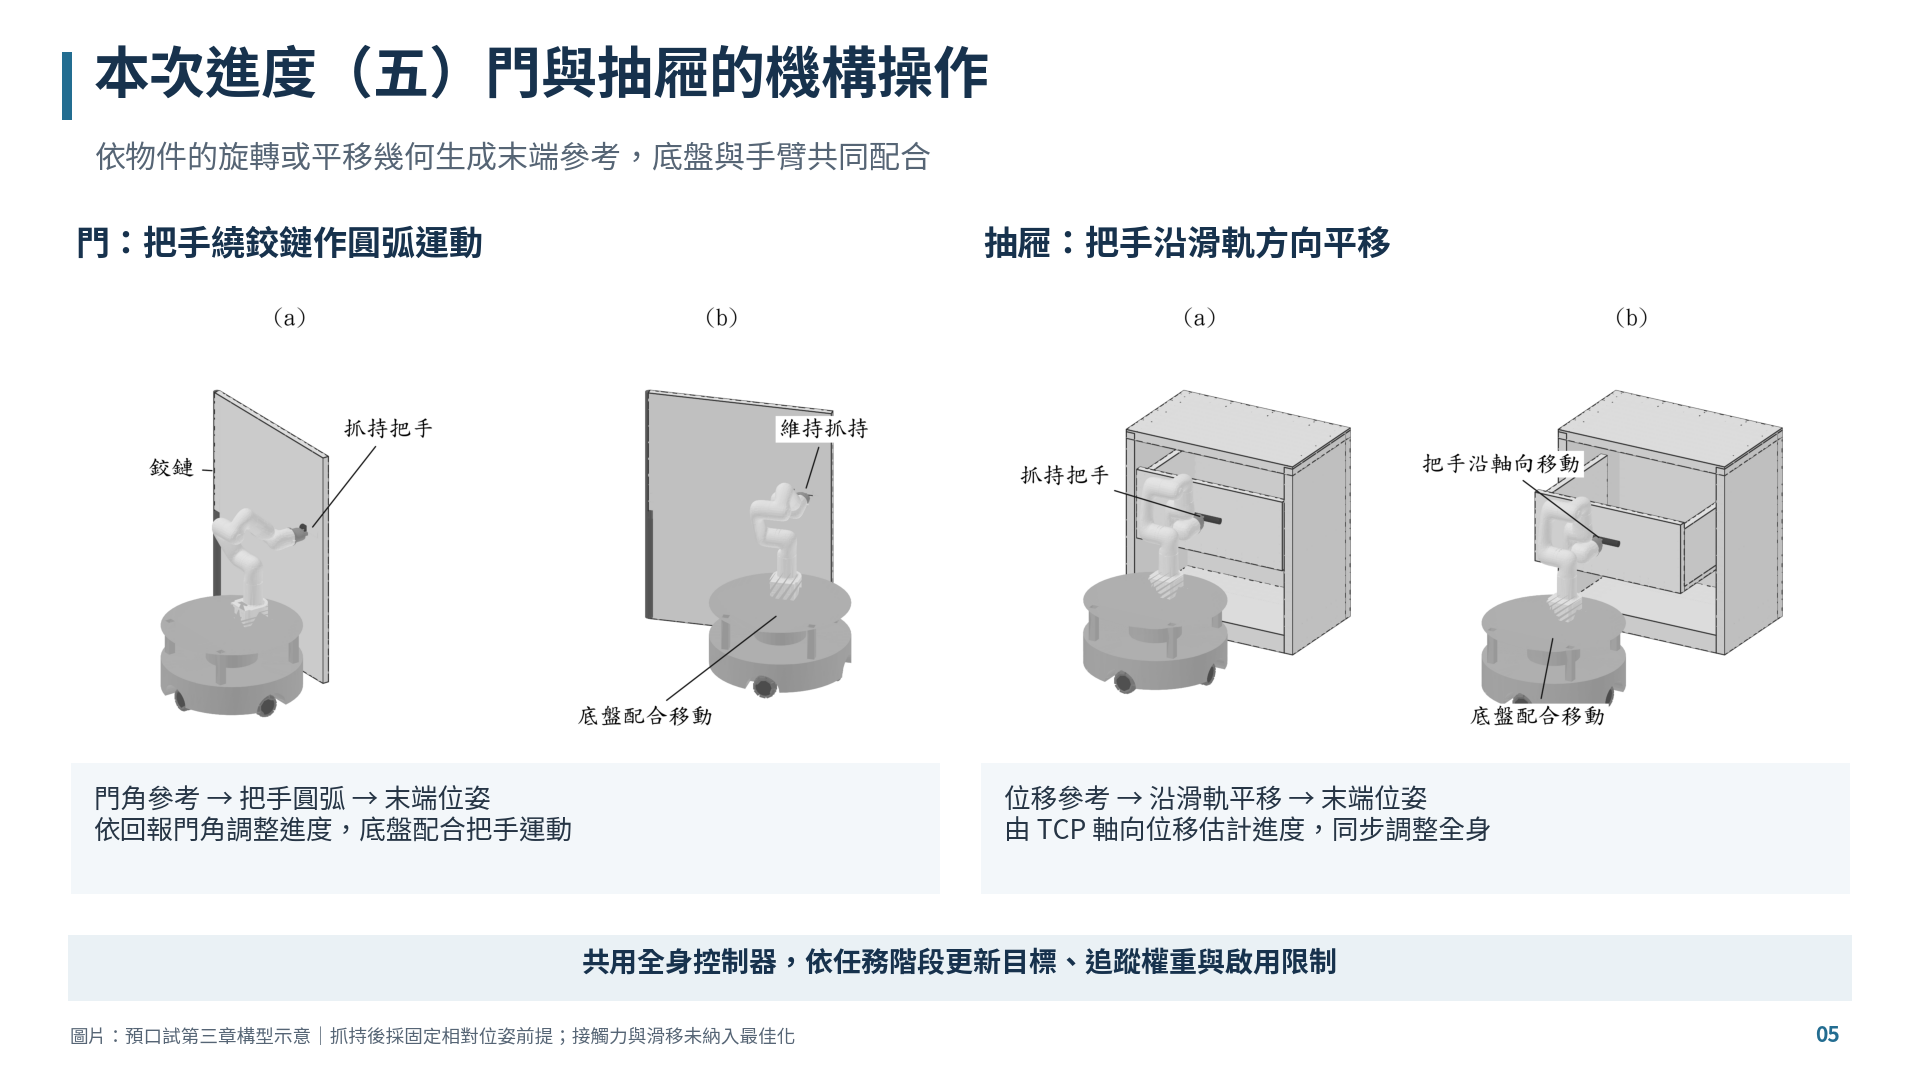 本次進度（五）門與抽屜的機構操作
依物件的旋轉或平移幾何生成末端參考，底盤與手臂共同配合
門：把手繞鉸鏈作圓弧運動
(a)
(b)
鉸鏈
抓持把手
維持抓持
底盤配合移動
門角參考 → 把手圓弧 → 末端位姿
依回報門角調整進度，底盤配合把手運動
抽屜：把手沿滑軌方向平移
(a)
(b)
抓持把手
把手沿軸向移動
底盤配合移動
位移參考 → 沿滑軌平移 → 末端位姿
由 TCP 軸向位移估計進度，同步調整全身
共用全身控制器，依任務階段更新目標、追蹤權重與啟用限制
圖片：預口試第三章構型示意｜抓持後採固定相對位姿前提；接觸力與滑移未納入最佳化
05